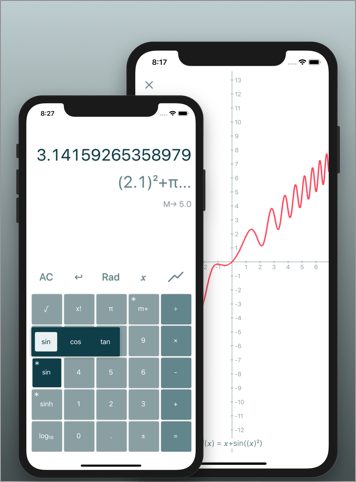 8:27
3.14159265358979
(2.1)²+π...
M→ 5.0
AC ↩ Rad x
√ x! π m+ ÷
sin cos tan 9 ×
sin 4 5 6 -
sinh 1 2 3 +
log₁₀ 0 . ± =
8:17
×
13
12
11
10
9
8
7
6
5
4
3
2
1
-2 -1 0 1 2 3 4 5 6
-1
-2
-3
-4
-5
-6
-7
-8
-9
-10
-11
-12
(x) = x+sin((x)²)